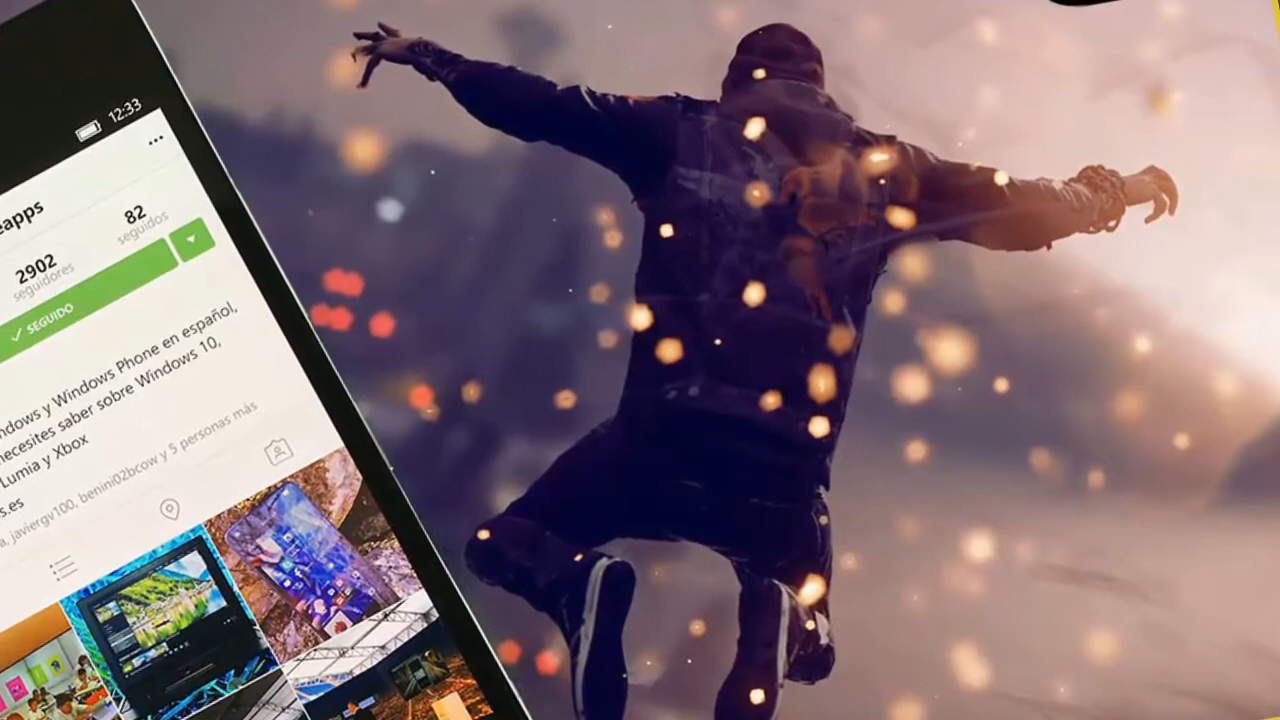 12:33
...
eapps
2902
seguidores
82
seguidos
✓ SEGUIDO
ndows y Windows Phone en español,
necesites saber sobre Windows 10,
Lumia y Xbox
s.es
a, javiergv100, benini02bcow y 5 personas más